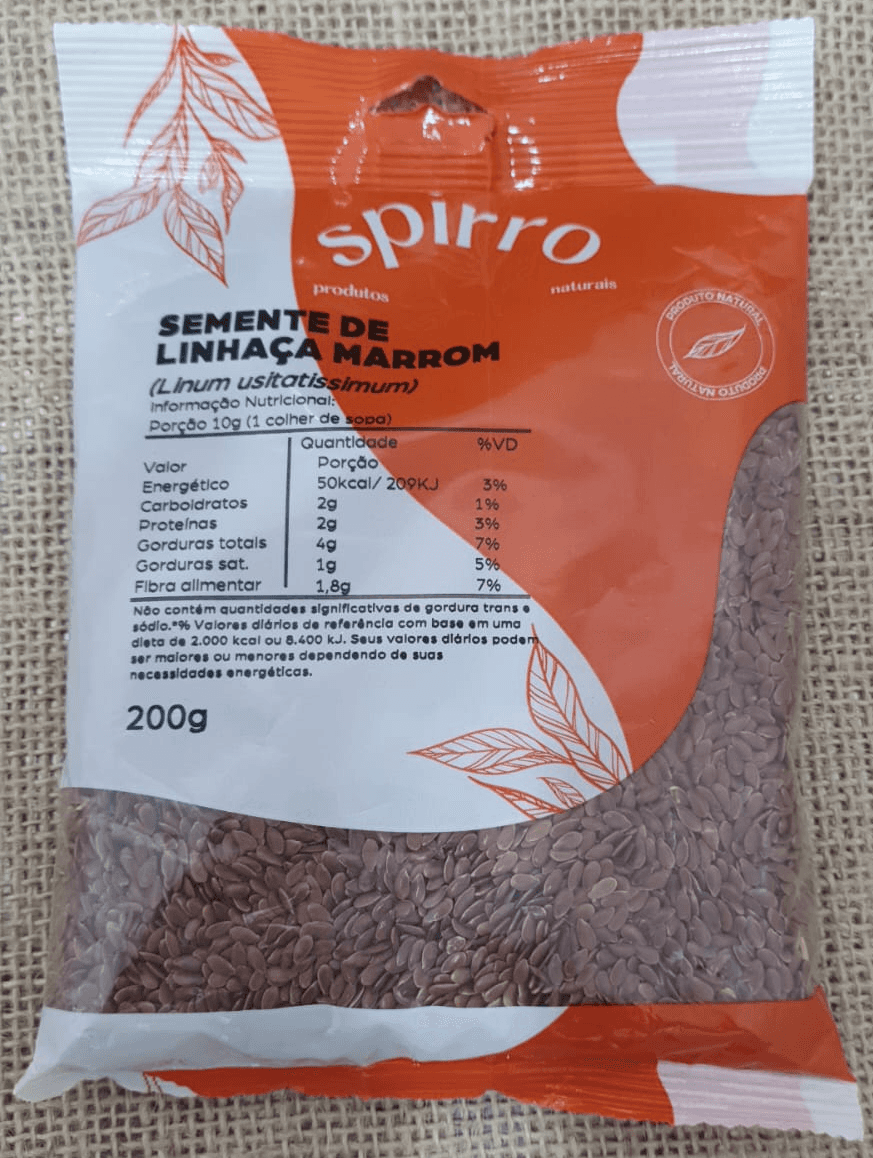 spirro
produtos naturais
PRODUTO NATURAL
PRODUTO NATURAL
SEMENTE DE
LINHAÇA MARROM
(Linum usitatissimum)
Informação Nutricional:
Porção 10g (1 colher de sopa)
Quantidade %VD
Valor Porção
Energético 50kcal/ 209KJ 3%
Carboidratos 2g 1%
Proteínas 2g 3%
Gorduras totais 4g 7%
Gorduras sat. 1g 5%
Fibra alimentar 1,8g 7%
Não contém quantidades significativas de gordura trans e
sódio.*% Valores diários de referência com base em uma
dieta de 2.000 kcal ou 8.400 kJ. Seus valores diários podem
ser maiores ou menores dependendo de suas
necessidades energéticas.
200g